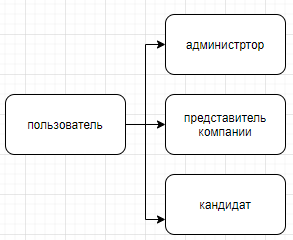 администртор
пользователь
представитель
компании
кандидат